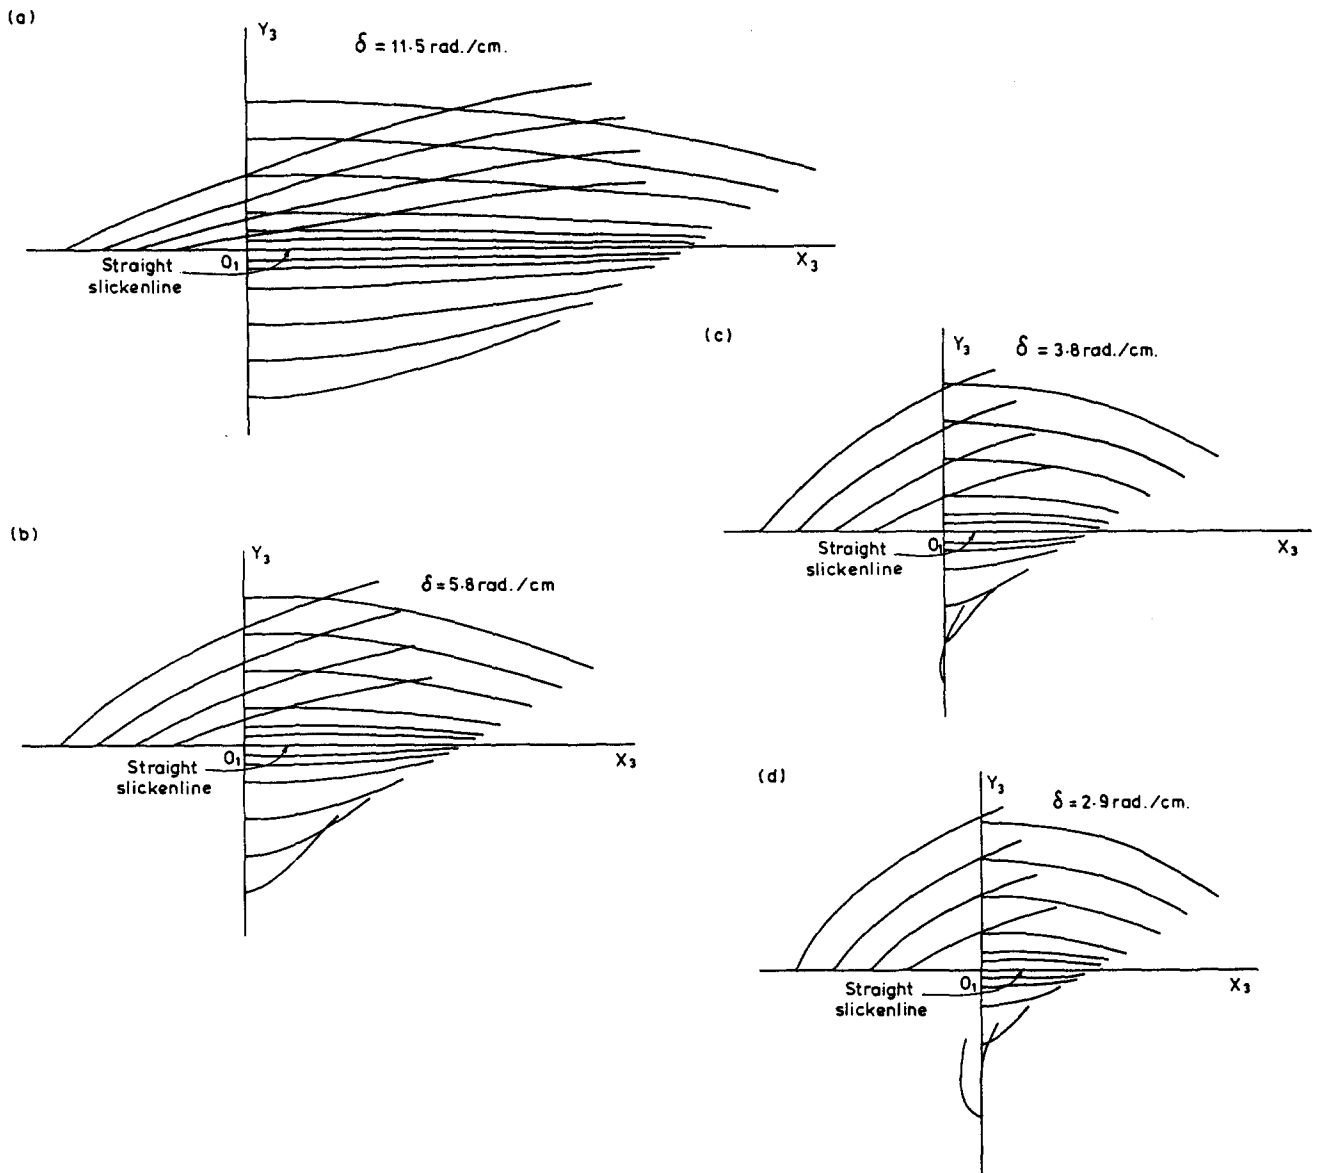 (a)
Y₃
δ = 11·5 rad./cm.
O₁
X₃
Straight
slickenline
(b)
Y₃
δ = 5·8 rad./cm
O₁
X₃
Straight
slickenline
(c)
Y₃
δ = 3·8 rad./cm.
O₁
X₃
Straight
slickenline
(d)
Y₃
δ = 2·9 rad./cm.
O₁
X₃
Straight
slickenline